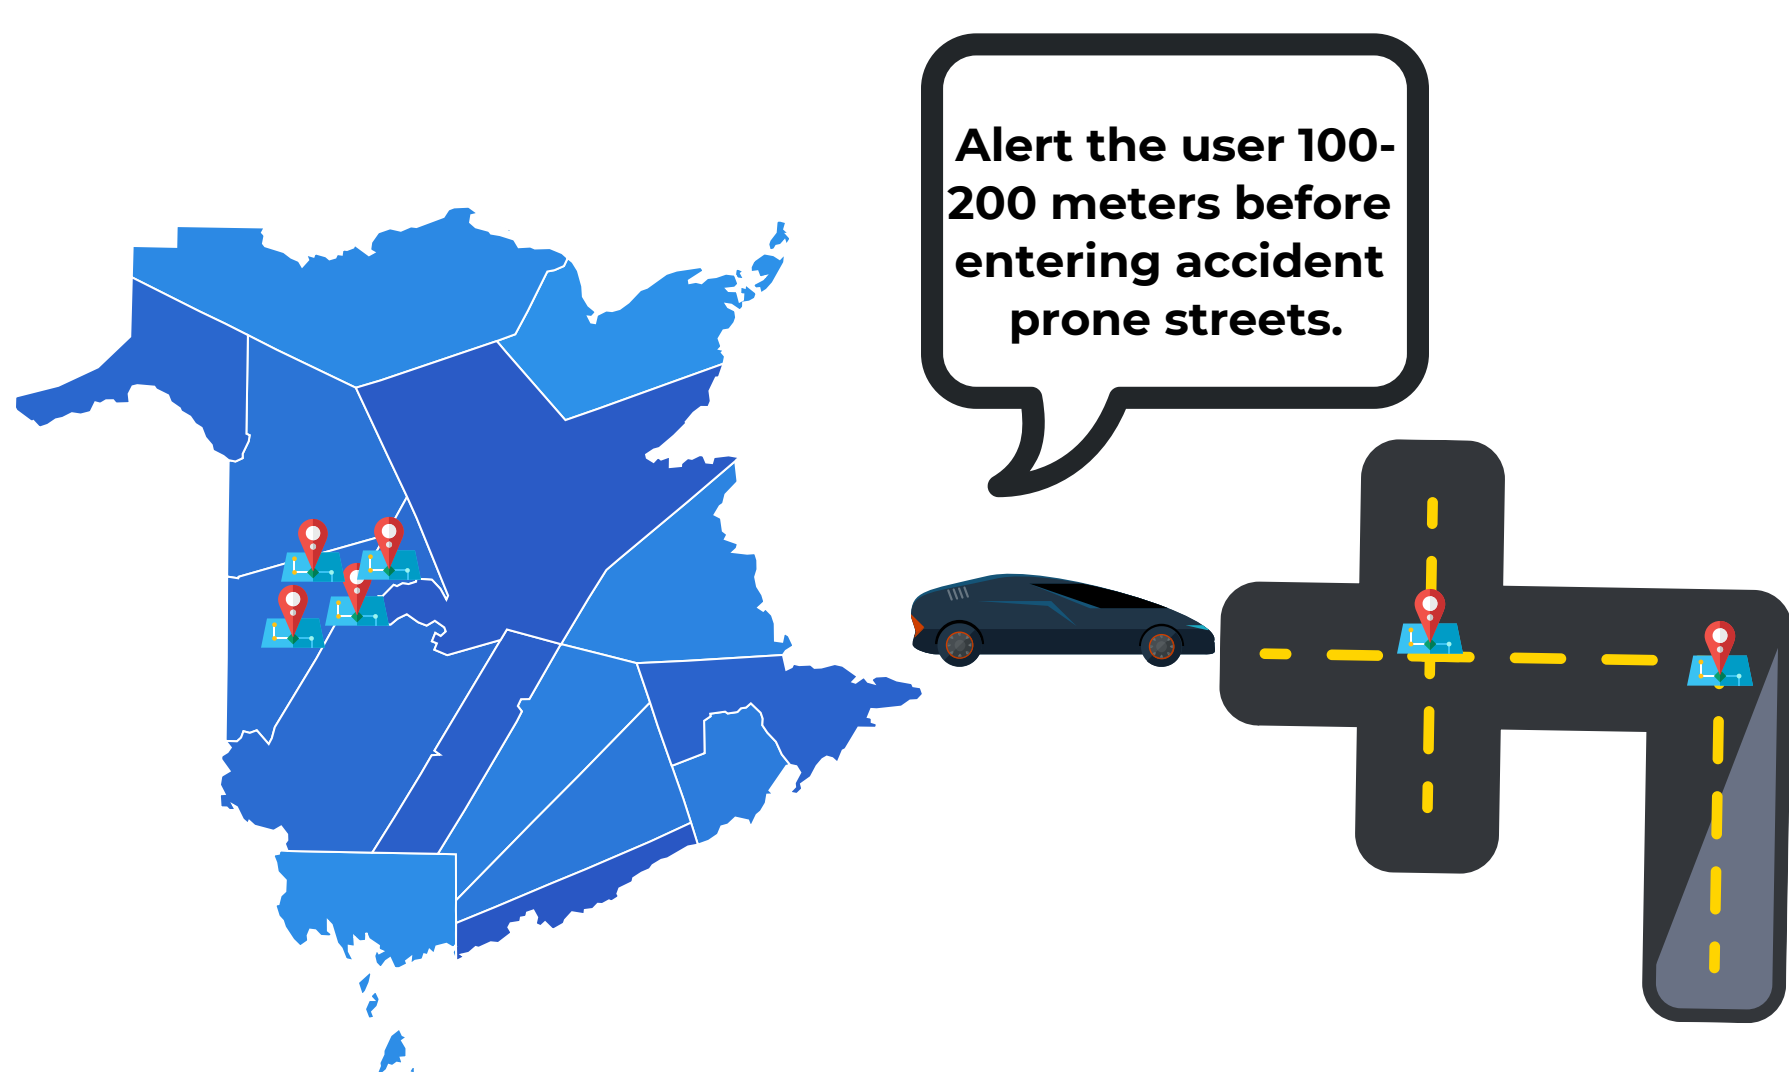 Alert the user 100-
200 meters before
entering accident
prone streets.